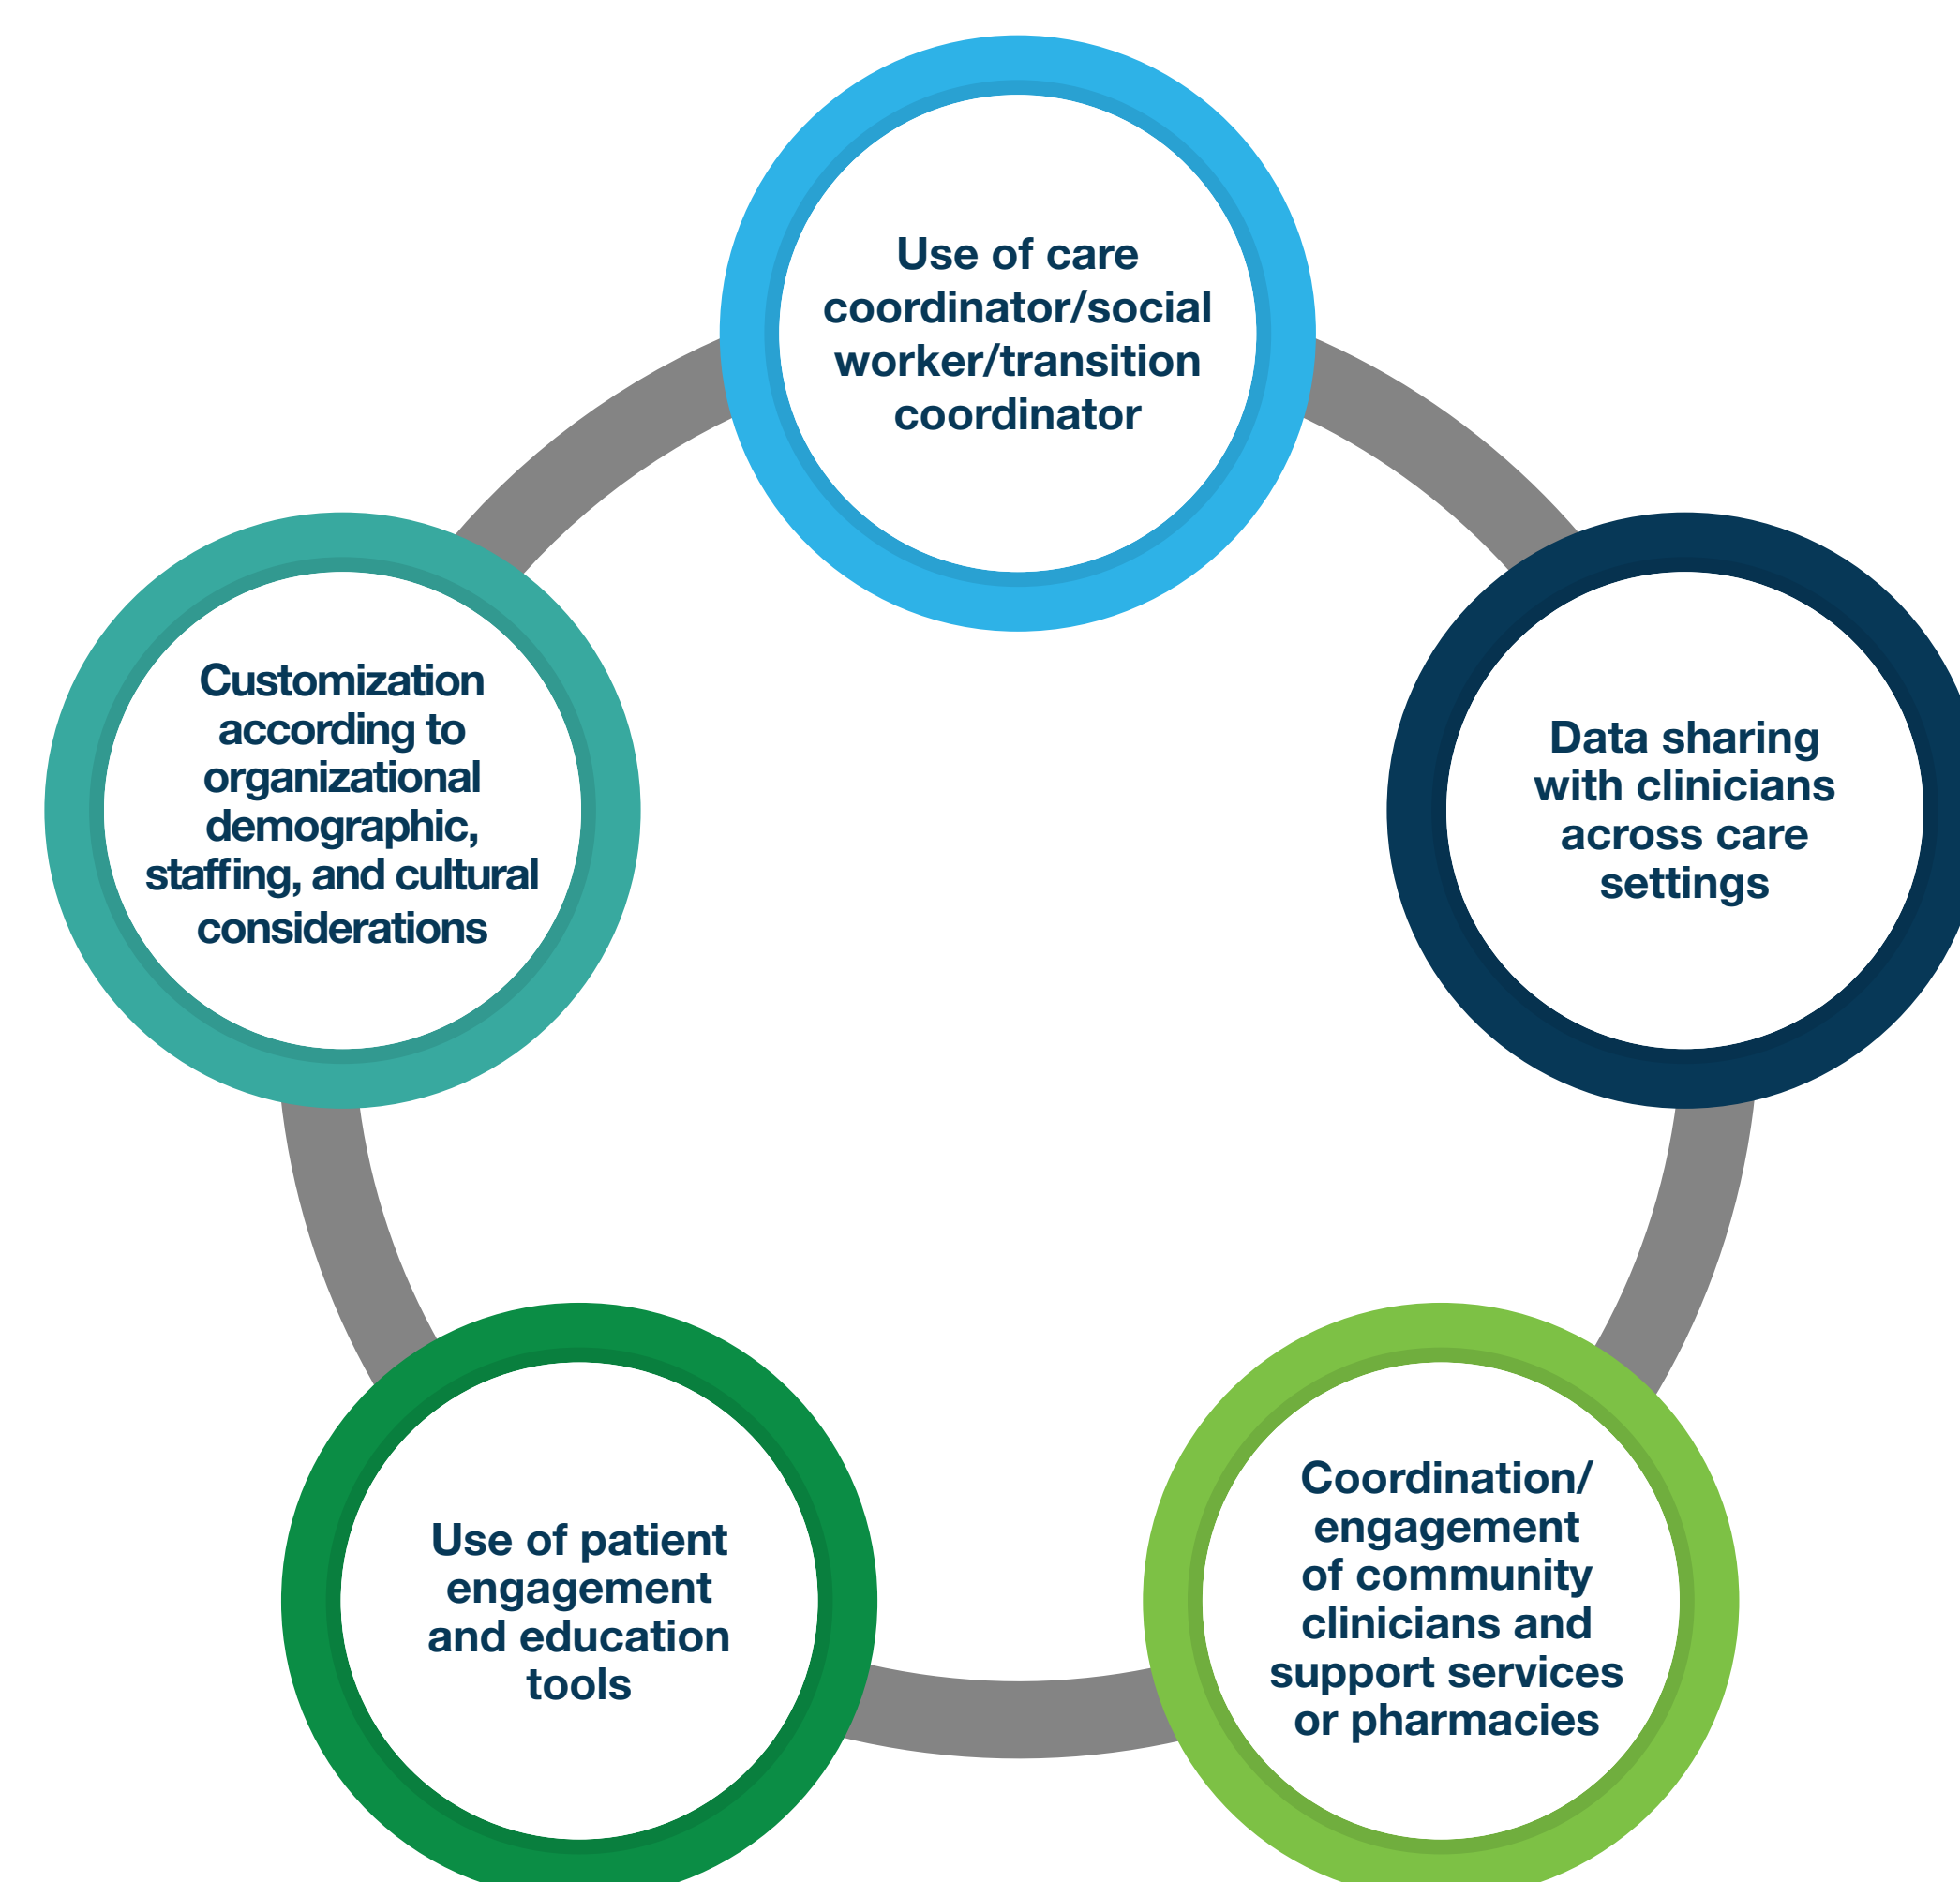 Use of care
coordinator/social
worker/transition
coordinator
Customization
according to
organizational
demographic,
staffing, and cultural
considerations
Data sharing
with clinicians
across care
settings
Use of patient
engagement
and education
tools
Coordination/
engagement
of community
clinicians and
support services
or pharmacies